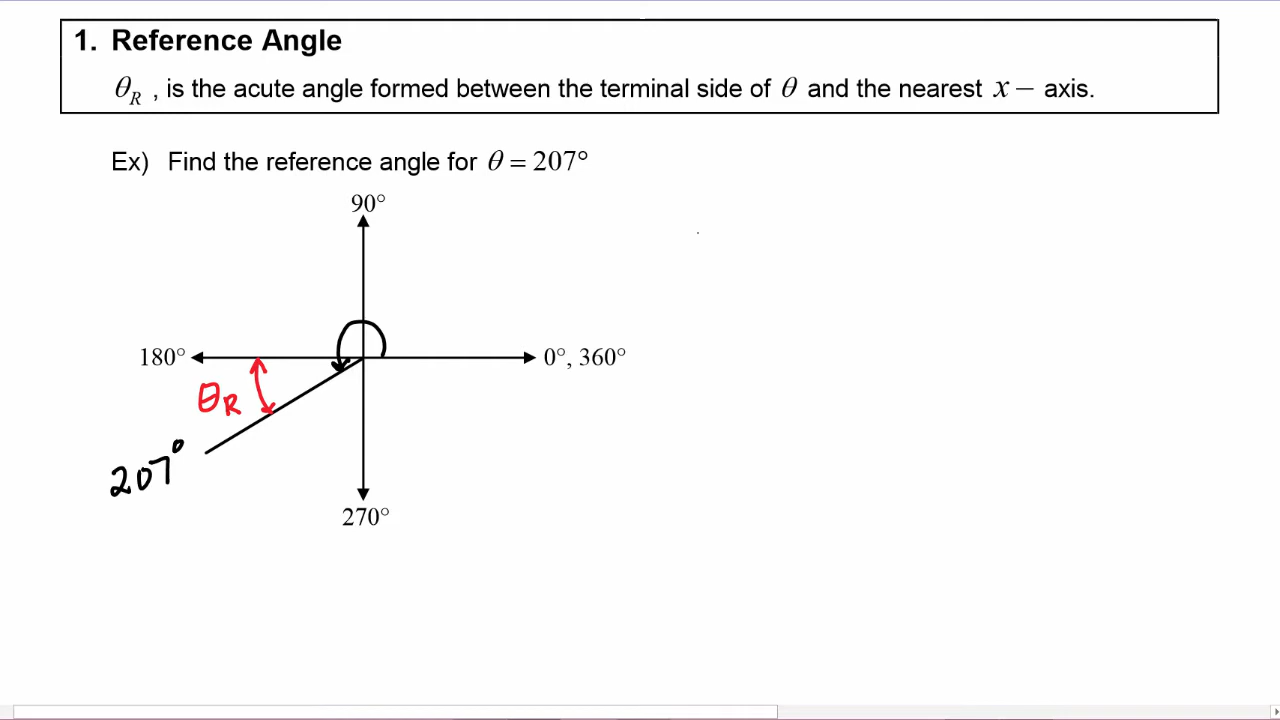 1. Reference Angle
θR , is the acute angle formed between the terminal side of θ and the nearest x − axis.
Ex) Find the reference angle for θ = 207°
90°
180°
0°, 360°
θR
207°
270°